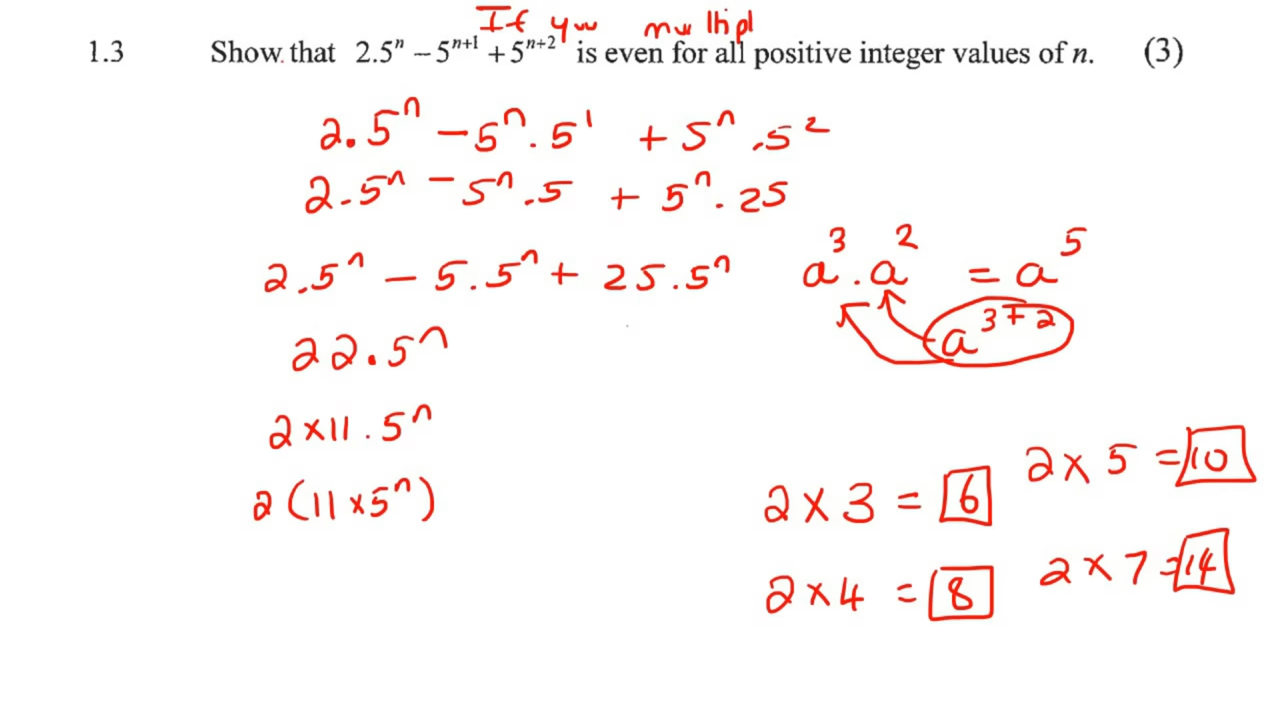 If you multipl
1.3 Show that 2.5ⁿ – 5ⁿ⁺¹ + 5ⁿ⁺² is even for all positive integer values of n. (3)
2.5ⁿ – 5ⁿ.5¹ + 5ⁿ.5²
2.5ⁿ – 5ⁿ.5 + 5ⁿ.25
a³.a² = a⁵
2.5ⁿ – 5.5ⁿ + 25.5ⁿ
a³⁺²
22.5ⁿ
2×11.5ⁿ
2 × 5 = 10
2(11×5ⁿ)
2 × 3 = 6
2 × 7 = 14
2 × 4 = 8